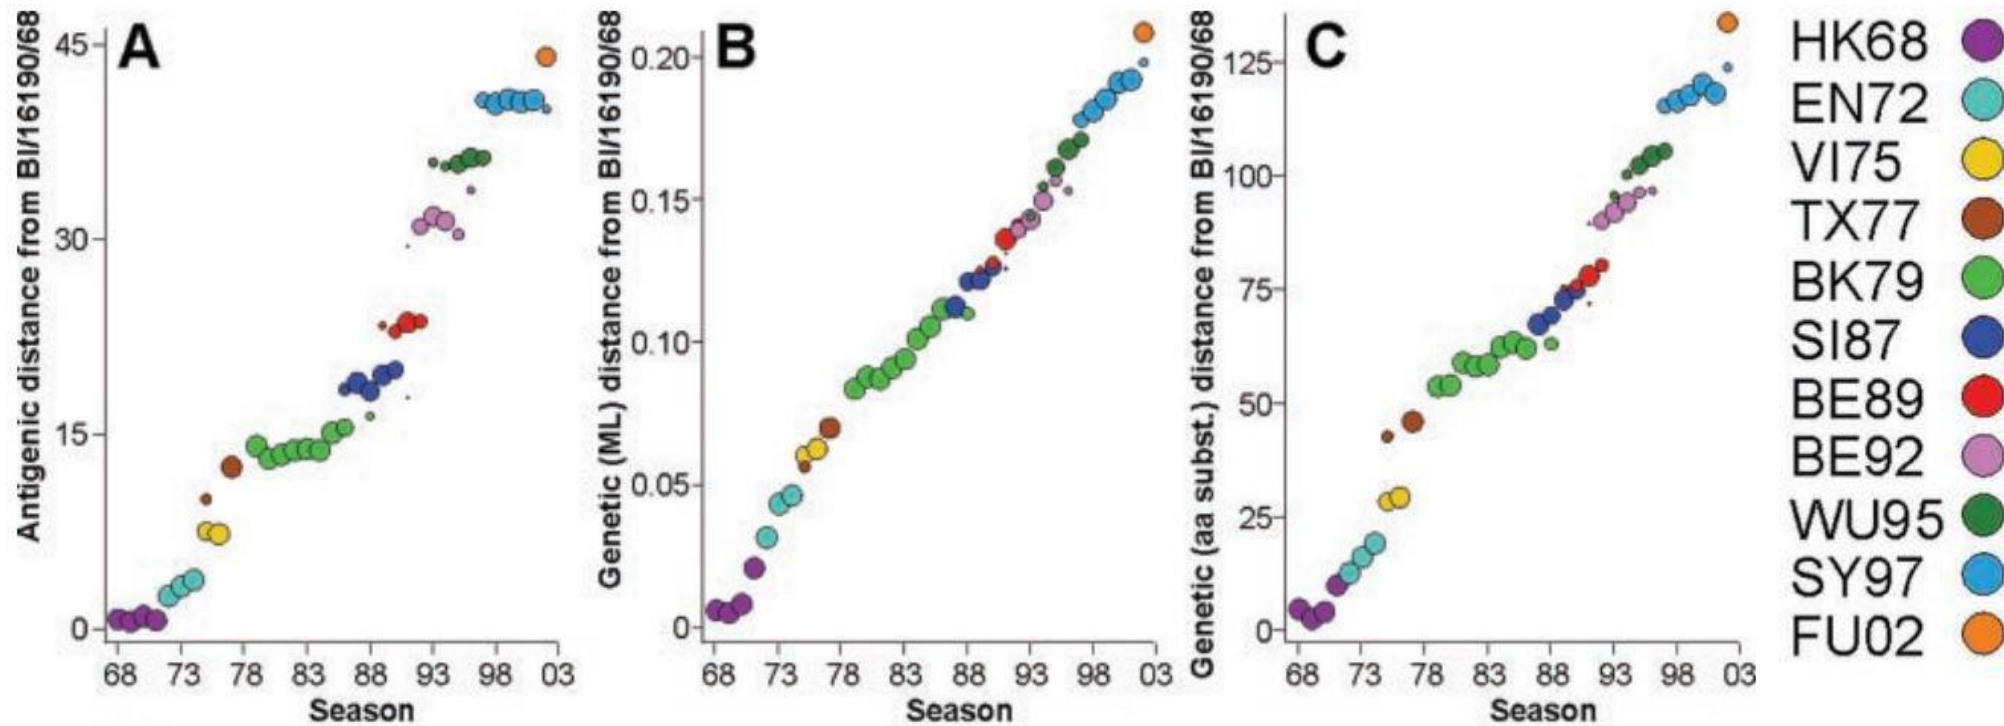 A
Antigenic distance from BI/16190/68
45
30
15
0
68 73 78 83 88 93 98 03
Season
B
Genetic (ML) distance from BI/16190/68
0.20
0.15
0.10
0.05
0
68 73 78 83 88 93 98 03
Season
C
Genetic (aa subst.) distance from BI/16190/68
125
100
75
50
25
0
68 73 78 83 88 93 98 03
Season
HK68
EN72
VI75
TX77
BK79
SI87
BE89
BE92
WU95
SY97
FU02